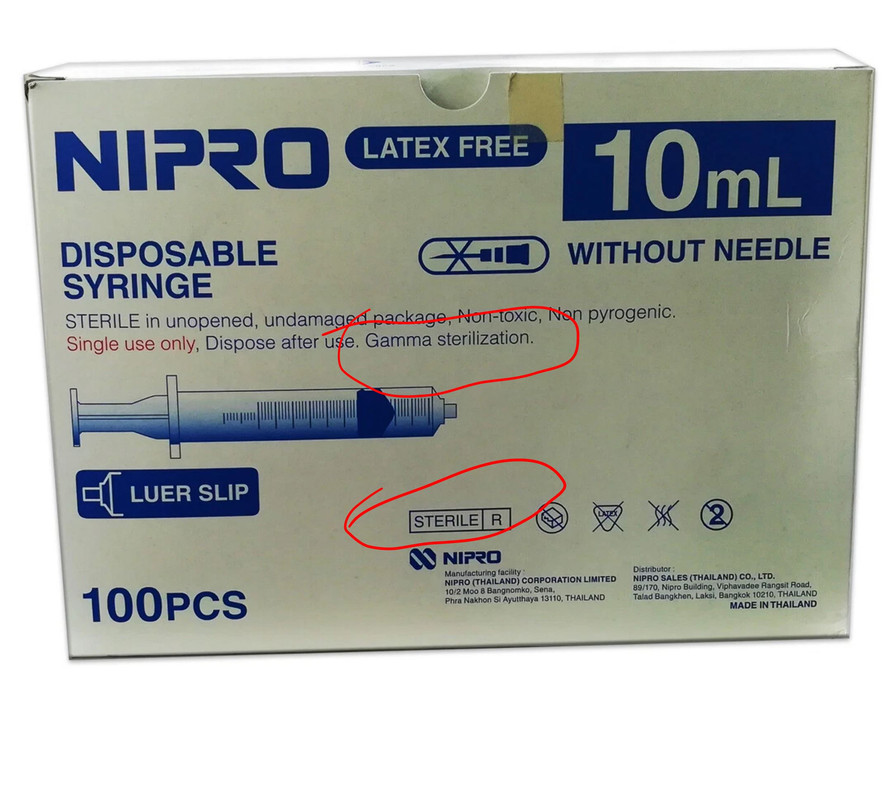 NIPRO LATEX FREE 10mL
DISPOSABLE
SYRINGE
WITHOUT NEEDLE
STERILE in unopened, undamaged package, Non-toxic, Non pyrogenic.
Single use only, Dispose after use. Gamma sterilization.
LUER SLIP
STERILE R
LATEX
2
NIPRO
Manufacturing facility :
NIPRO (THAILAND) CORPORATION LIMITED
10/2 Moo 8 Bangnomko, Sena,
Phra Nakhon Si Ayutthaya 13110, THAILAND
Distributor :
NIPRO SALES (THAILAND) CO., LTD.
89/170, Nipro Building, Viphavadee Rangsit Road,
Talad Bangkhen, Laksi, Bangkok 10210, THAILAND
MADE IN THAILAND
100PCS